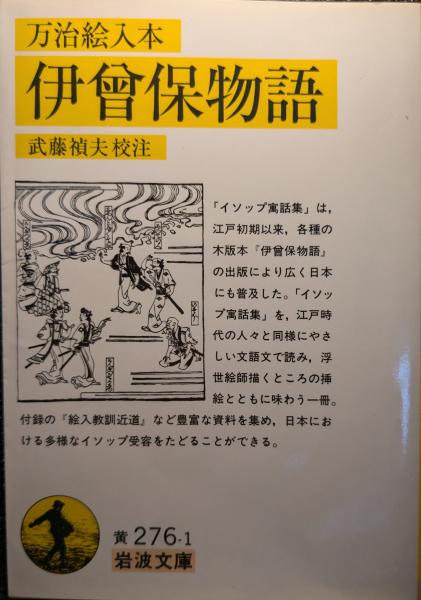 万治絵入本
伊曾保物語
武藤禎夫校注
「イソップ寓話集」は,
江戸初期以来, 各種の
木版本『伊曾保物語』
の出版により広く日本
にも普及した。「イソッ
プ寓話集」を, 江戸時
代の人々と同様にやさ
しい文語文で読み, 浮
世絵師描くところの挿
絵とともに味わう一冊。
付録の『絵入教訓近道』など豊富な資料を集め, 日本にお
ける多様なイソップ受容をたどることができる。
黄 276-1
岩波文庫